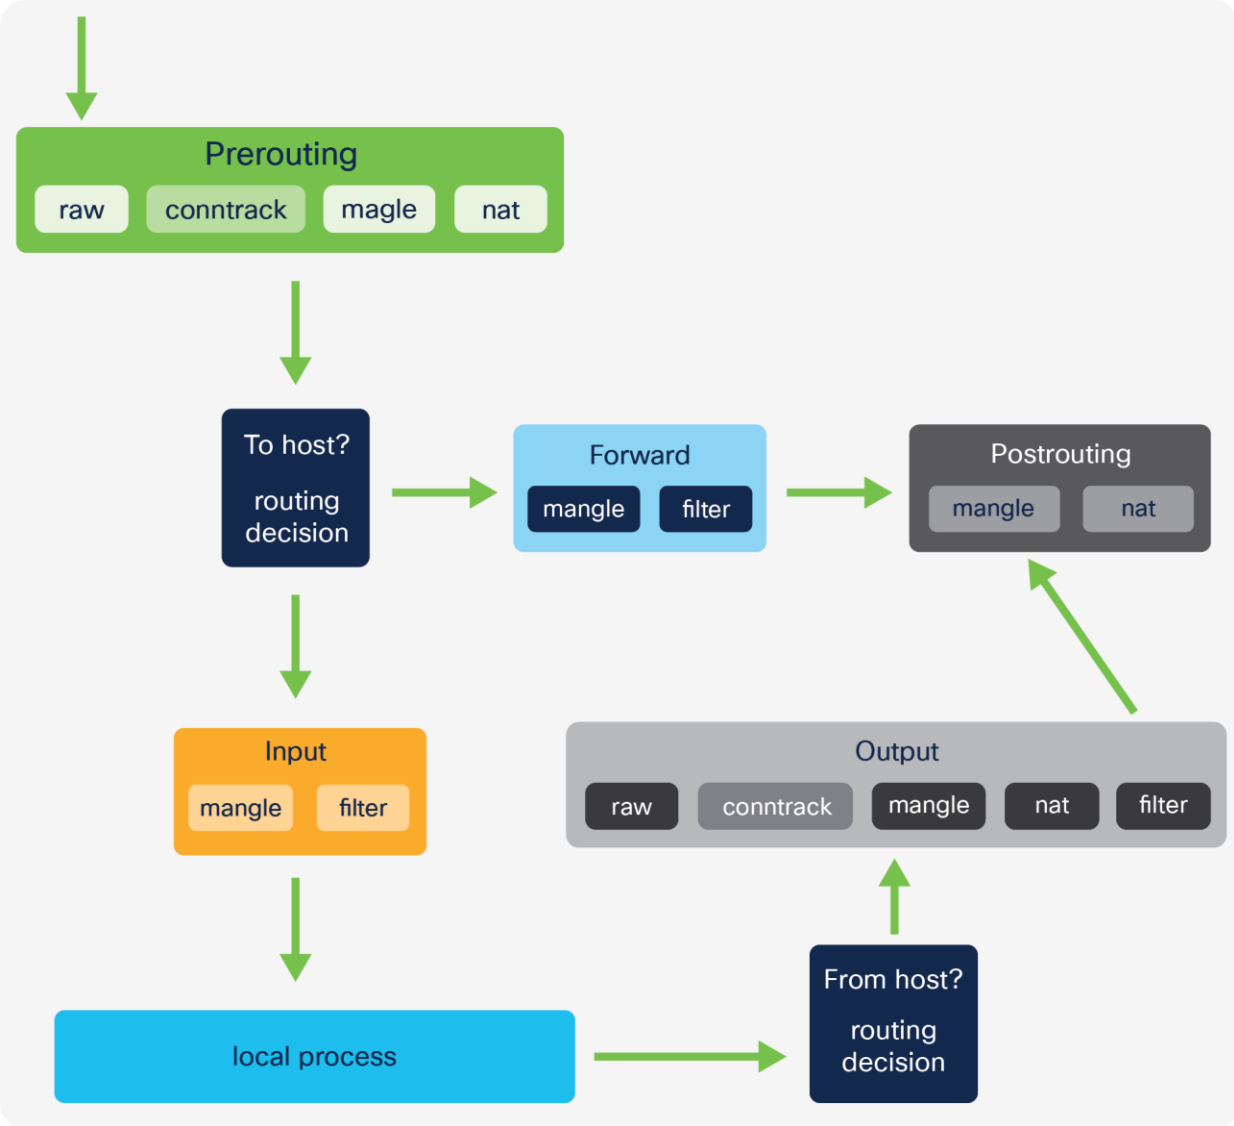 Prerouting
raw conntrack magle nat
To host?
routing
decision
Forward
mangle filter
Postrouting
mangle nat
Input
mangle filter
Output
raw conntrack mangle nat filter
local process
From host?
routing
decision